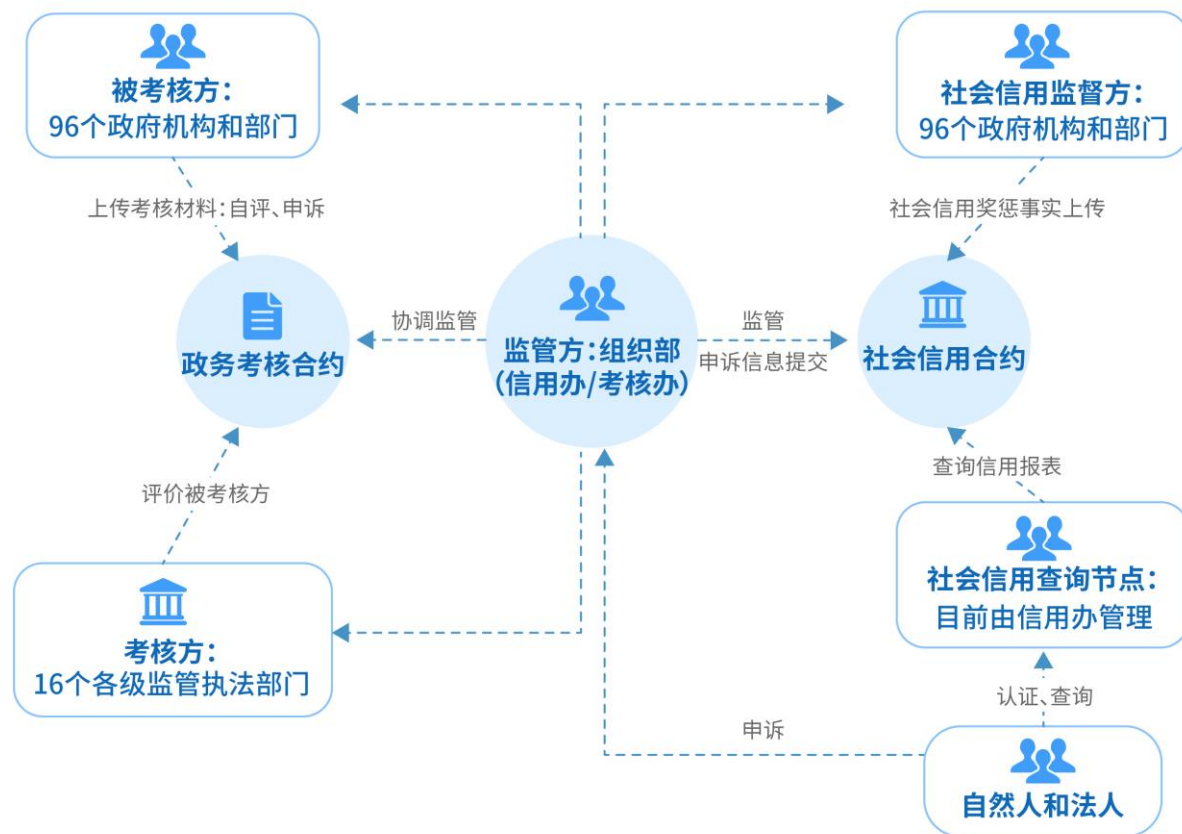 被考核方：
96个政府机构和部门
社会信用监督方：
96个政府机构和部门
上传考核材料：自评、申诉
社会信用奖惩事实上传
政务考核合约
协调监管
监管方：组织部
（信用办/考核办）
监管
申诉信息提交
社会信用合约
评价被考核方
查询信用报表
考核方：
16个各级监管执法部门
社会信用查询节点：
目前由信用办管理
认证、查询
申诉
自然人和法人